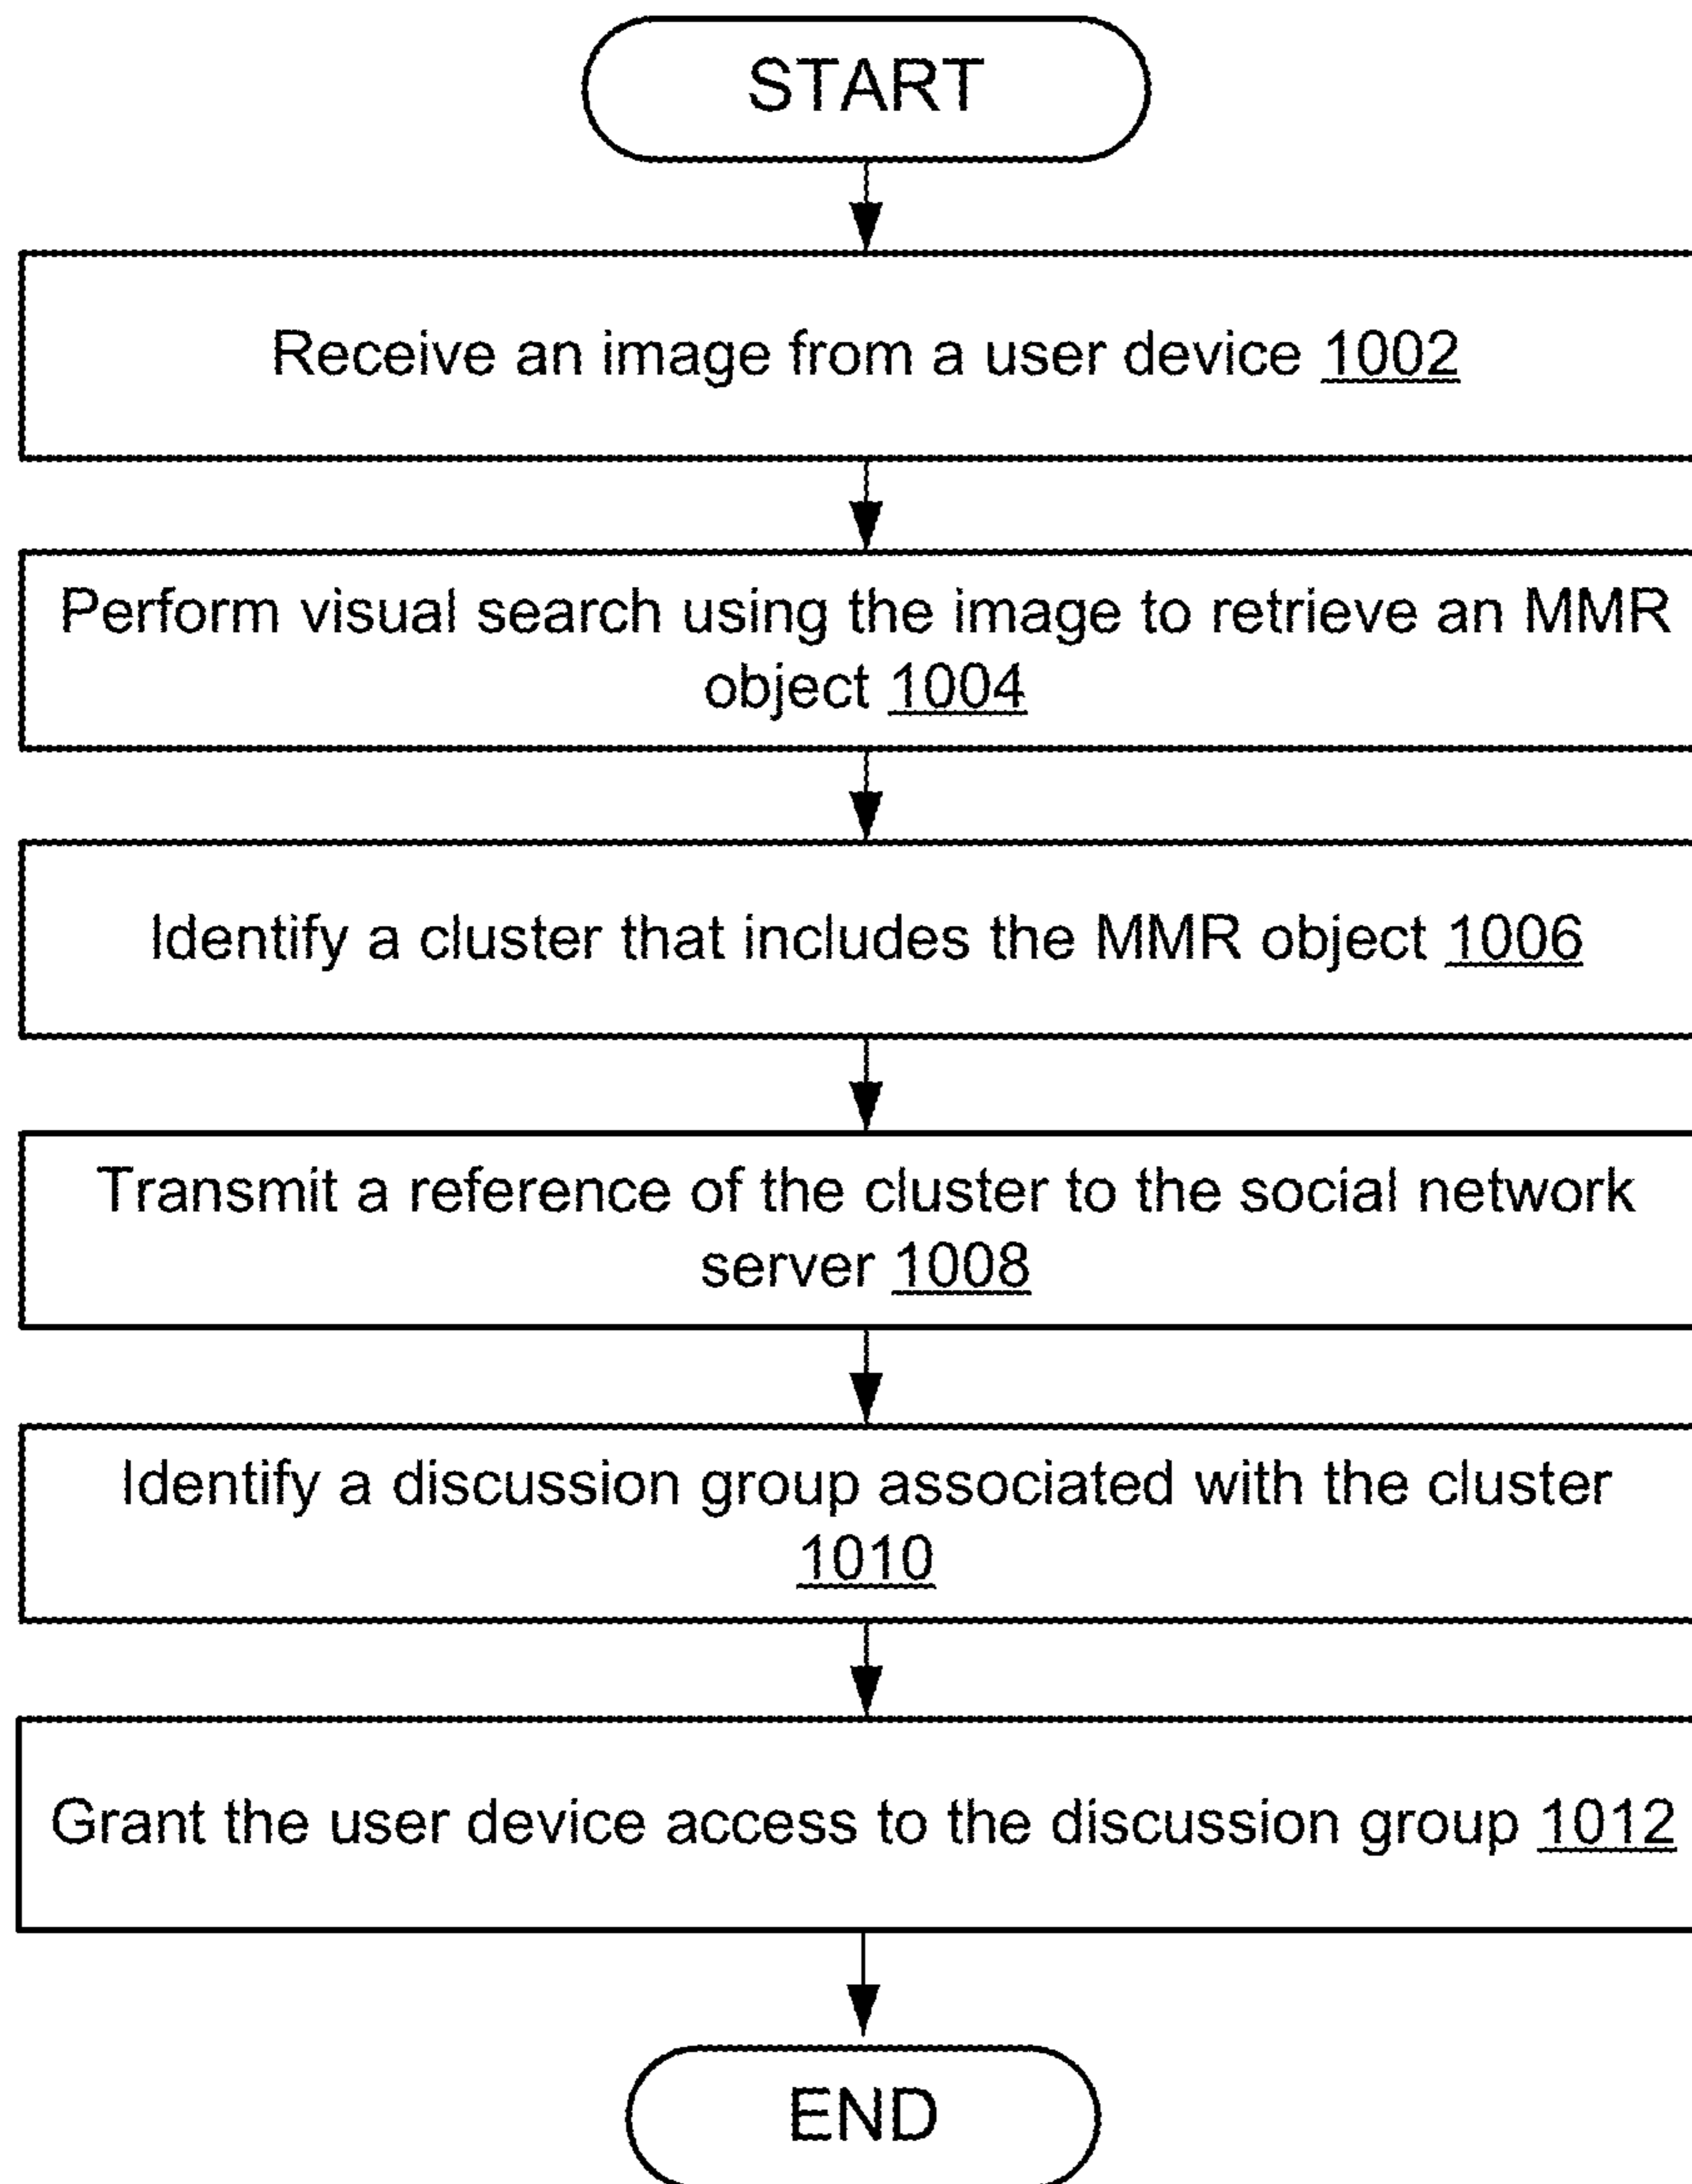 START
Receive an image from a user device 1002
Perform visual search using the image to retrieve an MMR
object 1004
Identify a cluster that includes the MMR object 1006
Transmit a reference of the cluster to the social network
server 1008
Identify a discussion group associated with the cluster
1010
Grant the user device access to the discussion group 1012
END